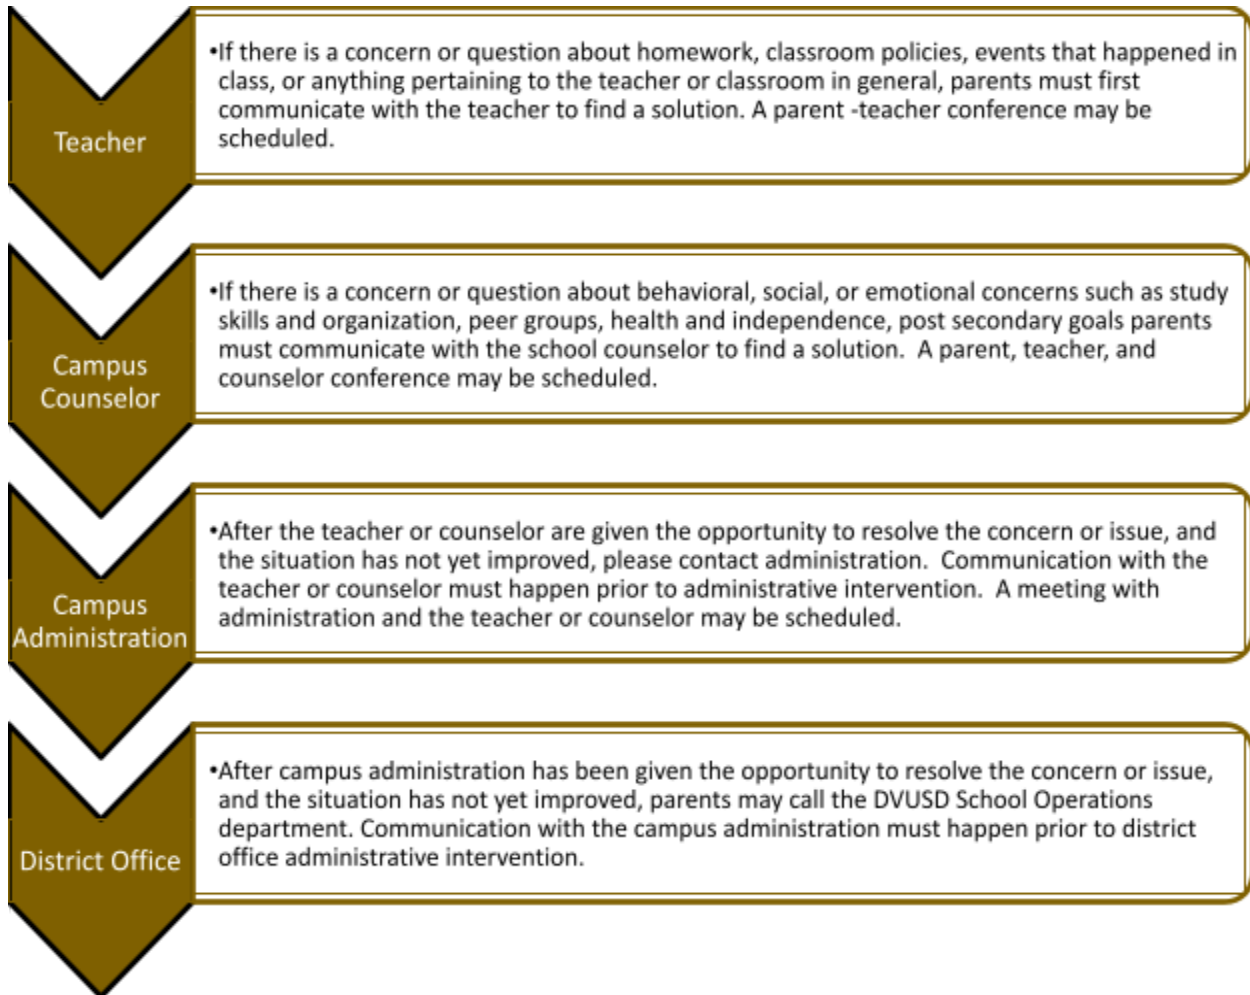 Teacher
•If there is a concern or question about homework, classroom policies, events that happened in
class, or anything pertaining to the teacher or classroom in general, parents must first
communicate with the teacher to find a solution. A parent -teacher conference may be
scheduled.
Campus
Counselor
•If there is a concern or question about behavioral, social, or emotional concerns such as study
skills and organization, peer groups, health and independence, post secondary goals parents
must communicate with the school counselor to find a solution.  A parent, teacher, and
counselor conference may be scheduled.
Campus
Administration
•After the teacher or counselor are given the opportunity to resolve the concern or issue, and
the situation has not yet improved, please contact administration.  Communication with the
teacher or counselor must happen prior to administrative intervention.  A meeting with
administration and the teacher or counselor may be scheduled.
District Office
•After campus administration has been given the opportunity to resolve the concern or issue,
and the situation has not yet improved, parents may call the DVUSD School Operations
department. Communication with the campus administration must happen prior to district
office administrative intervention.